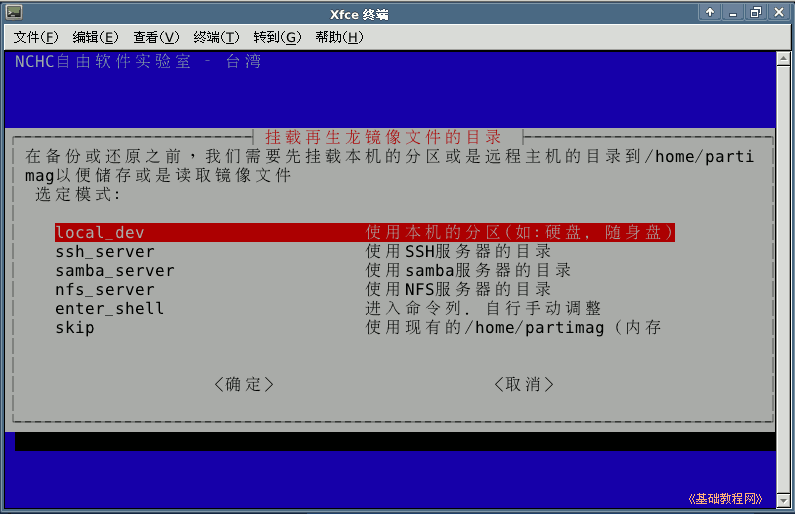 Xfce 终端
文件(F) 编辑(E) 查看(V) 终端(T) 转到(G) 帮助(H)
NCHC自由软件实验室 - 台湾
挂载再生龙镜像文件的目录
在备份或还原之前，我们需要先挂载本机的分区或是远程主机的目录到/home/parti
mag以便储存或是读取镜像文件
选定模式:
local_dev 使用本机的分区(如:硬盘, 随身盘)
ssh_server 使用SSH服务器的目录
samba_server 使用samba服务器的目录
nfs_server 使用NFS服务器的目录
enter_shell 进入命令列. 自行手动调整
skip 使用现有的/home/partimag (内存
<确定> <取消>
《基础教程网》